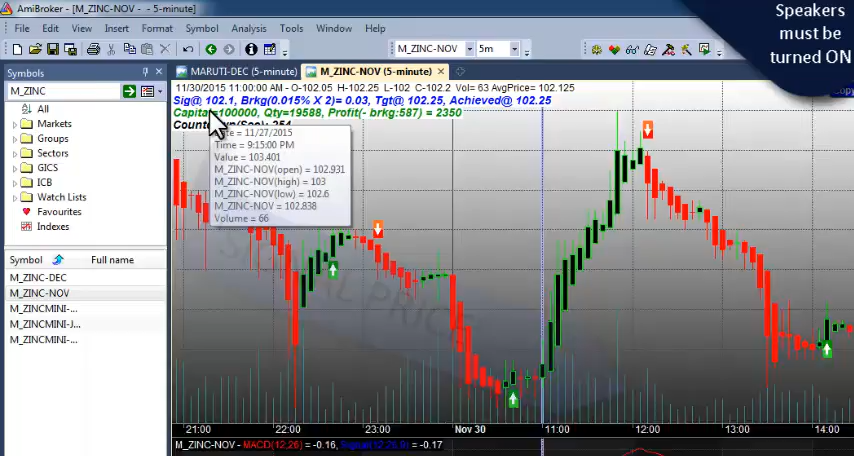 AmiBroker - [M_ZINC-NOV - - 5-minute]
Speakers
must be
turned ON
File Edit View Insert Format Symbol Analysis Tools Window Help
M_ZINC-NOV 5m
Symbols
MARUTI-DEC (5-minute) M_ZINC-NOV (5-minute)
M_ZINC
11/30/2015 11:00:00 AM - O-102.05 H-102.25 L-102 C-102.2 Vol= 63 AvgPrice= 102.125
Sig@ 102.1, Brkg(0.015% X 2)= 0.03, Tgt@ 102.25, Achieved@ 102.25
Capital=100000, Qty=19588, Profit(- brkg:587) = 2350
All
Markets
Groups
Sectors
GICS
ICB
Watch Lists
Favourites
Indexes
= 11/27/2015
Time = 9:15:00 PM
Value = 103.401
M_ZINC-NOV(open) = 102.931
M_ZINC-NOV(high) = 103
M_ZINC-NOV(low) = 102.6
M_ZINC-NOV = 102.838
Volume = 66
Symbol Full name
M_ZINC-DEC
M_ZINC-NOV
M_ZINCMINI-...
M_ZINCMINI-J...
M_ZINCMINI-...
21:00 22:00 23:00 Nov 30 11:00 12:00 13:00 14:00
M_ZINC-NOV - MACD(12,26) = -0.16, Signal(12,26,9) = -0.17